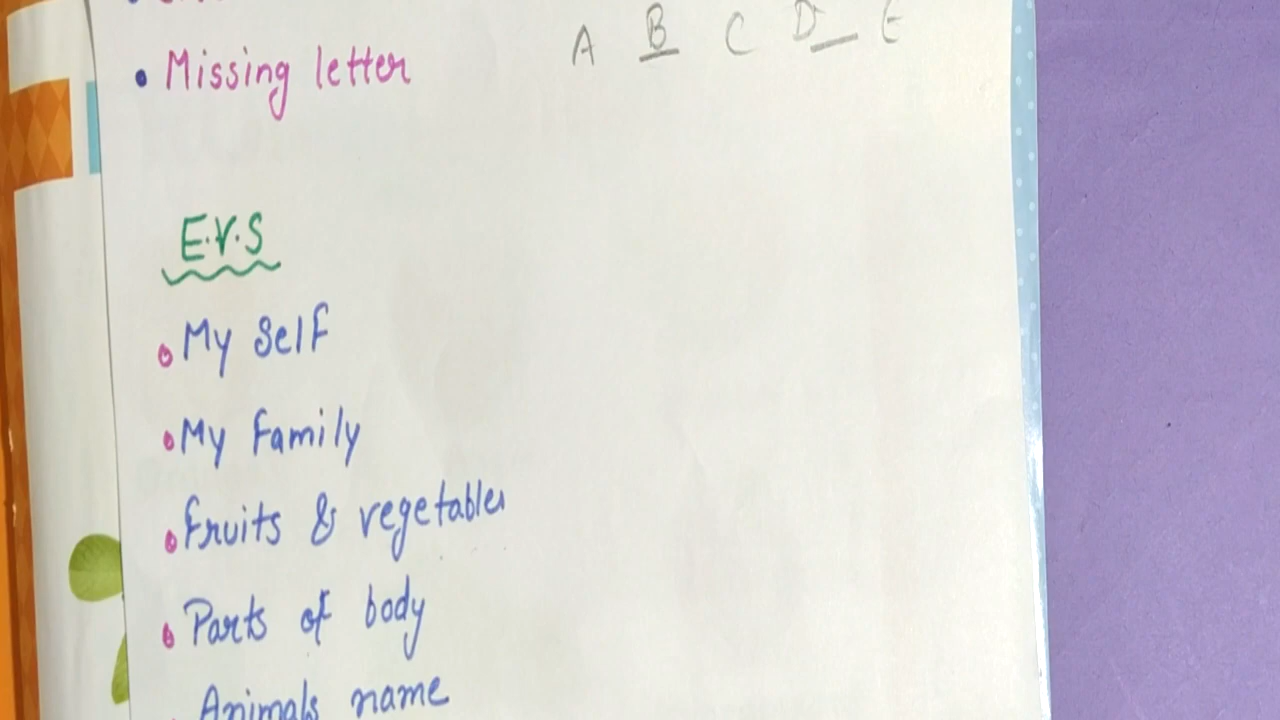 • Missing letter A B C D E
E.V.S
• My Self
• My Family
• Fruits & vegetables
• Parts of body
Animals name